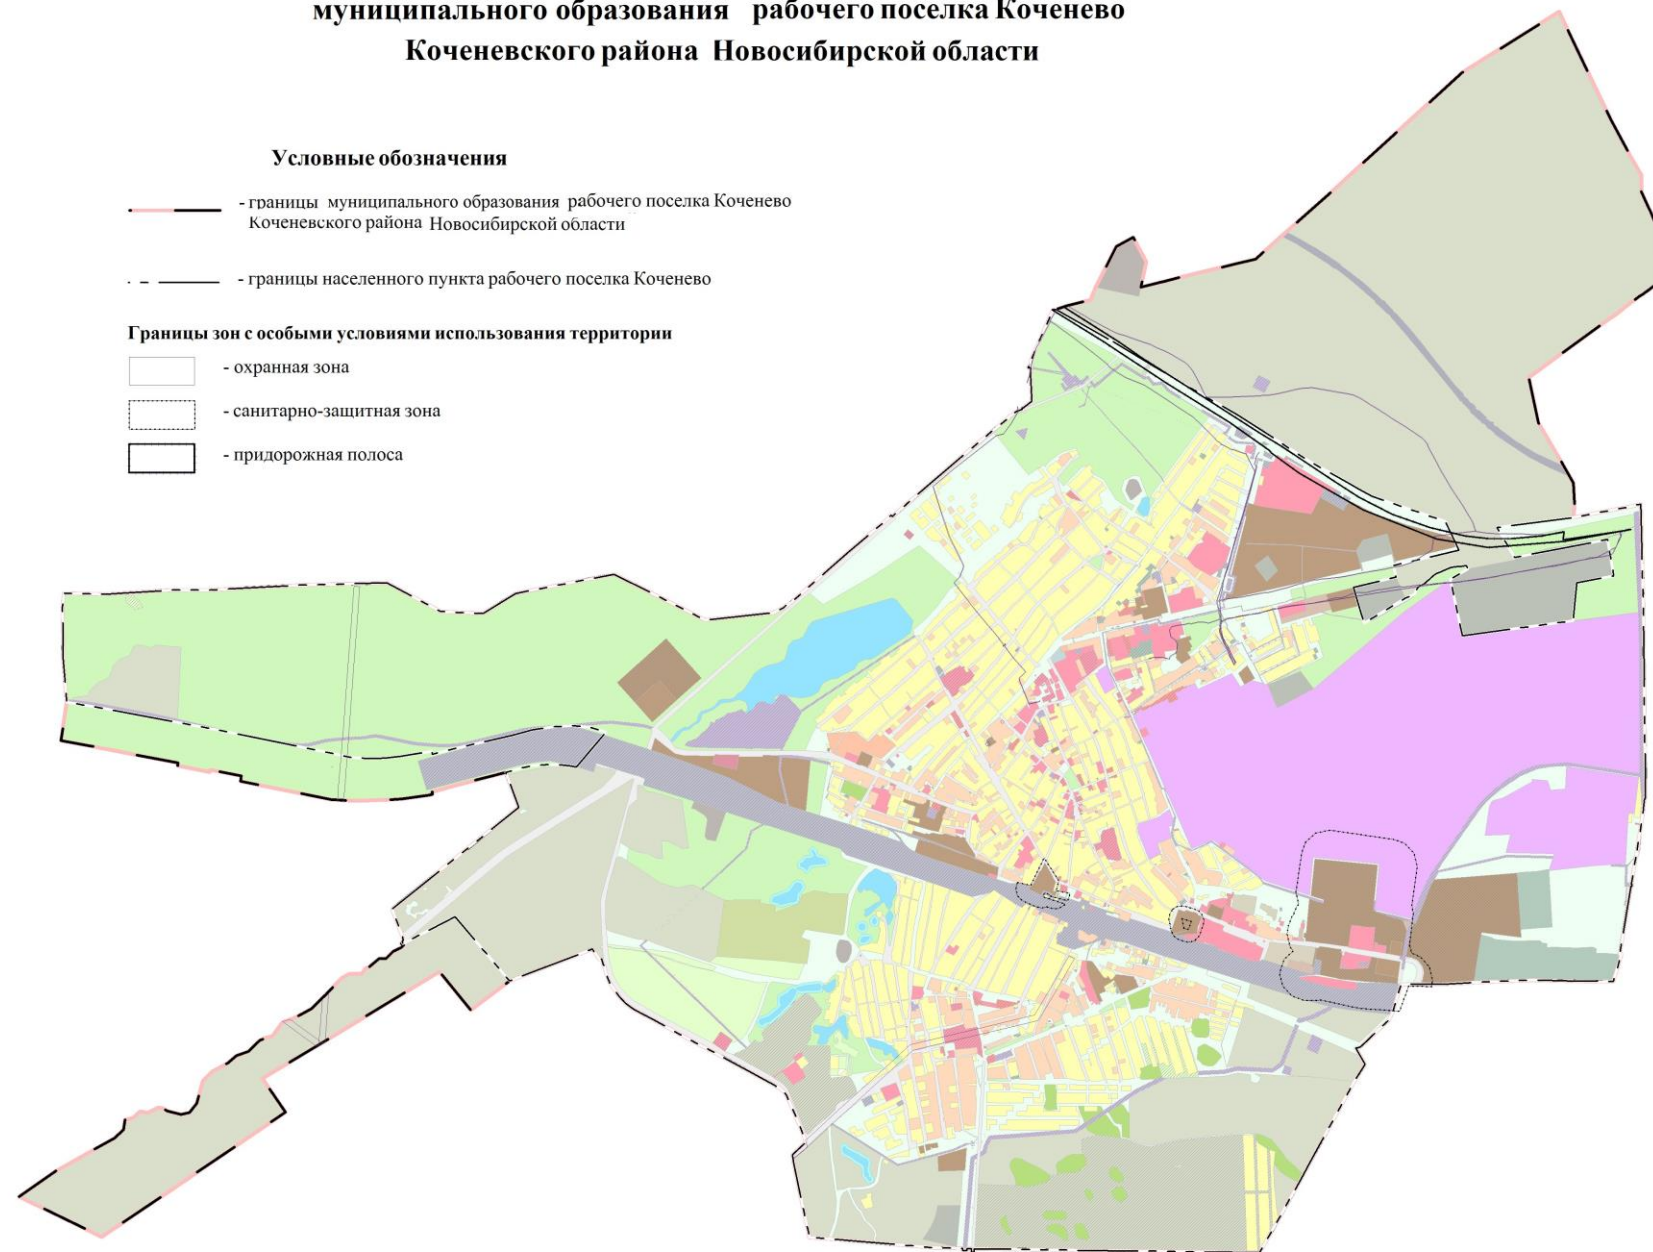 муниципального образования рабочего поселка Коченево
Коченевского района Новосибирской области
Условные обозначения
- границы муниципального образования рабочего поселка Коченево
Коченевского района Новосибирской области
- границы населенного пункта рабочего поселка Коченево
Границы зон с особыми условиями использования территории
- охранная зона
- санитарно-защитная зона
- придорожная полоса